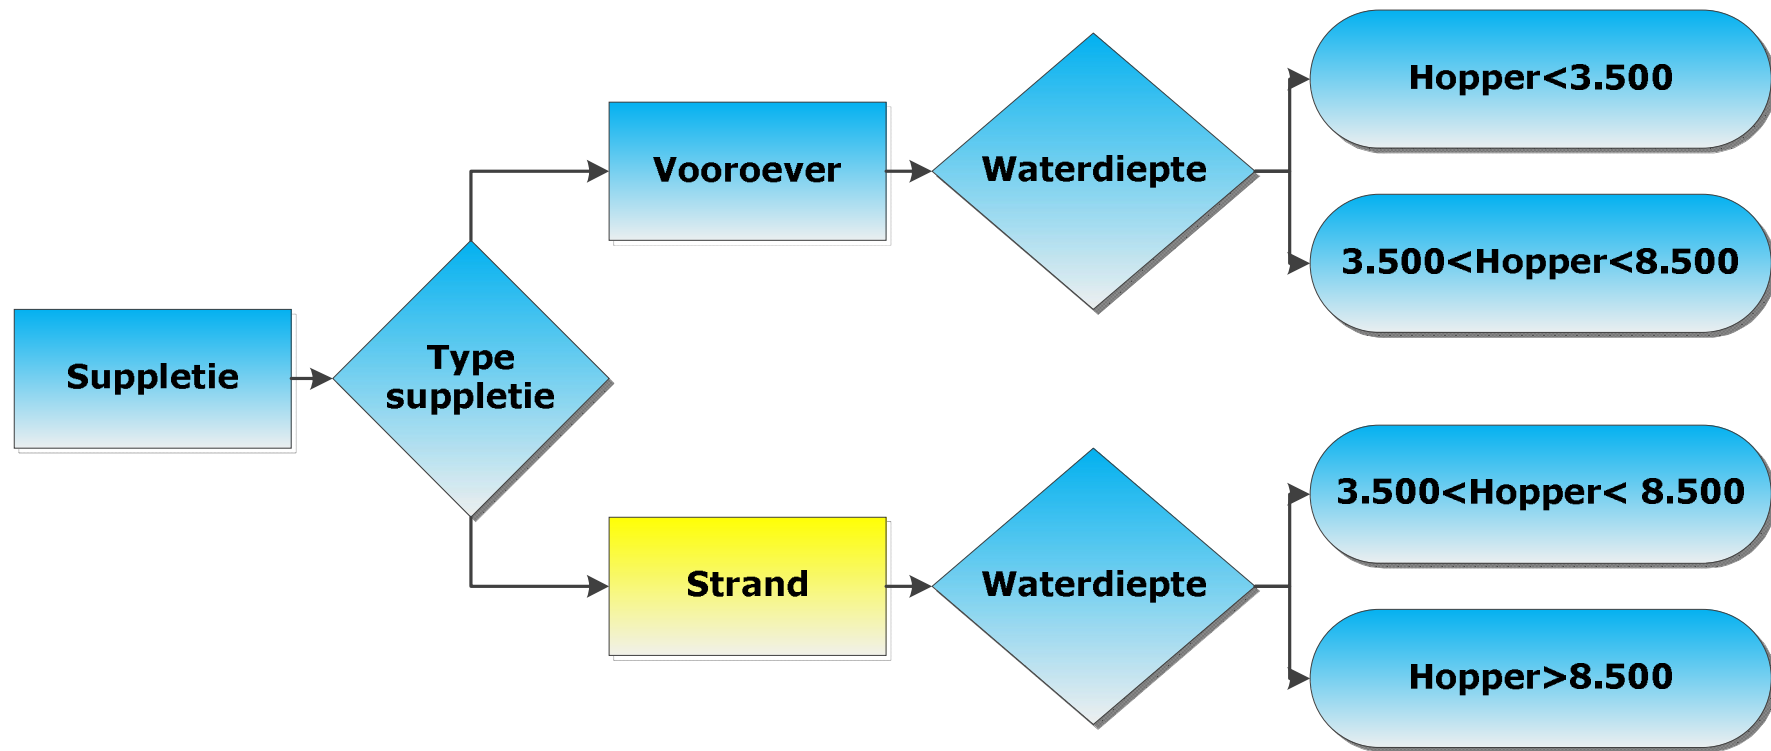 Suppletie
Type
suppletie
Vooroever
Waterdiepte
Hopper<3.500
3.500<Hopper<8.500
Strand
Waterdiepte
3.500<Hopper< 8.500
Hopper>8.500